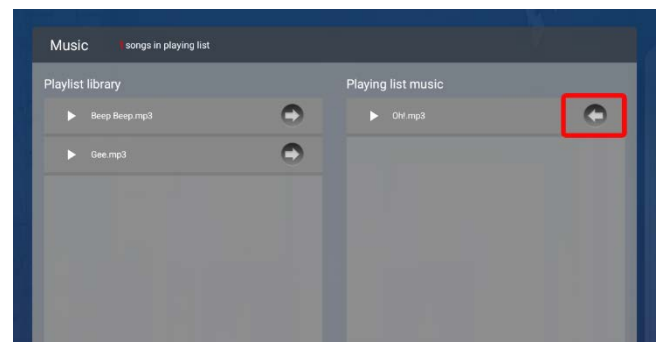 Music songs in playing list
Playlist library
Beep Beep.mp3
Gee.mp3
Playing list music
Oh!.mp3